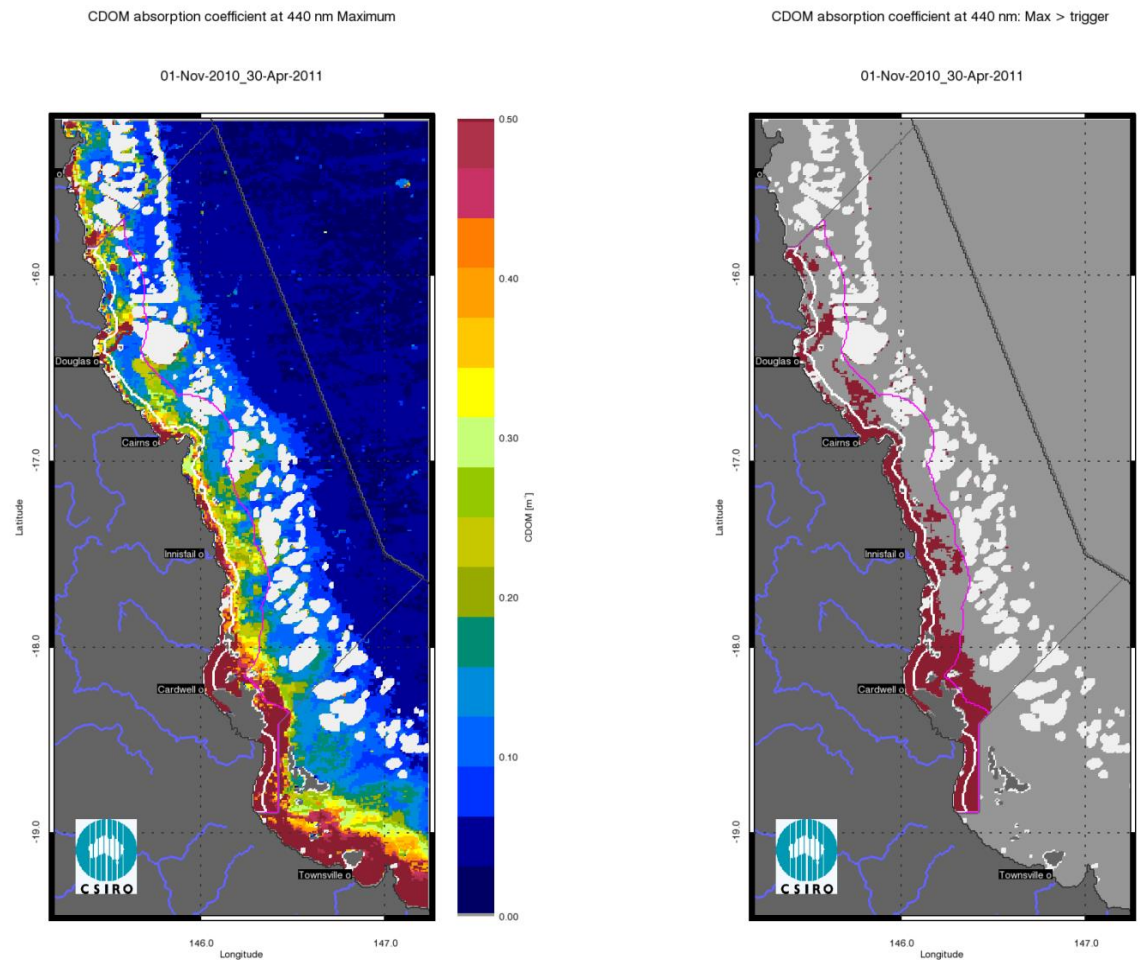 CDOM absorption coefficient at 440 nm Maximum
01-Nov-2010_30-Apr-2011
0.50
0.40
0.30
0.20
0.10
0.00
CDOM [m⁻¹]
-16.0
-17.0
-18.0
-19.0
Latitude
o
Douglas o
Cairns o
Innisfail o
Cardwell o
Townsville o
CSIRO
146.0
147.0
Longitude
CDOM absorption coefficient at 440 nm: Max > trigger
01-Nov-2010_30-Apr-2011
-16.0
-17.0
-18.0
-19.0
Latitude
o
Douglas o
Cairns o
Innisfail o
Cardwell o
Townsville o
CSIRO
146.0
147.0
Longitude